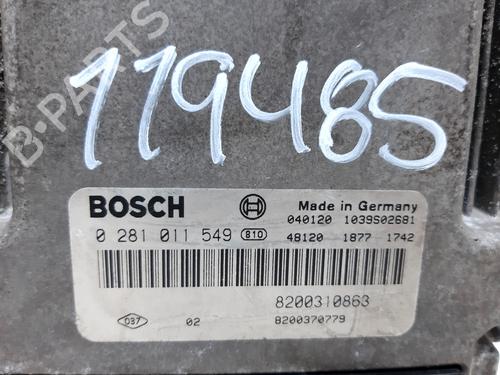 B-PARTS
119485
BOSCH Made in Germany
040120 1039S02681
0 281 011 549 810 48120 1877 1742
8200310863
037 02 8200370779